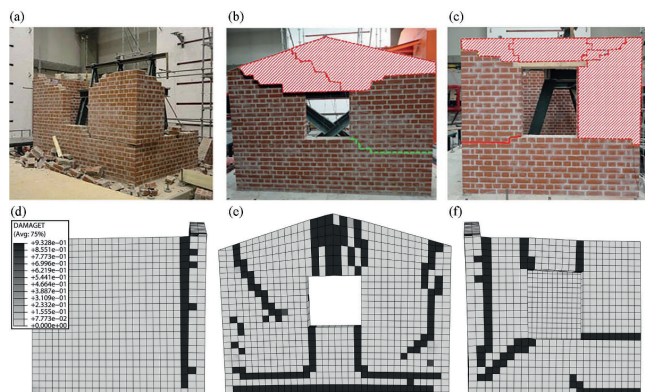 (a)
(b)
(c)
(d)
(e)
(f)
DAMAGET
(Avg: 75%)
+9.328e−01
+8.551e−01
+7.773e−01
+6.996e−01
+6.219e−01
+5.441e−01
+4.664e−01
+3.887e−01
+3.109e−01
+2.332e−01
+1.555e−01
+7.773e−02
+0.000e+00